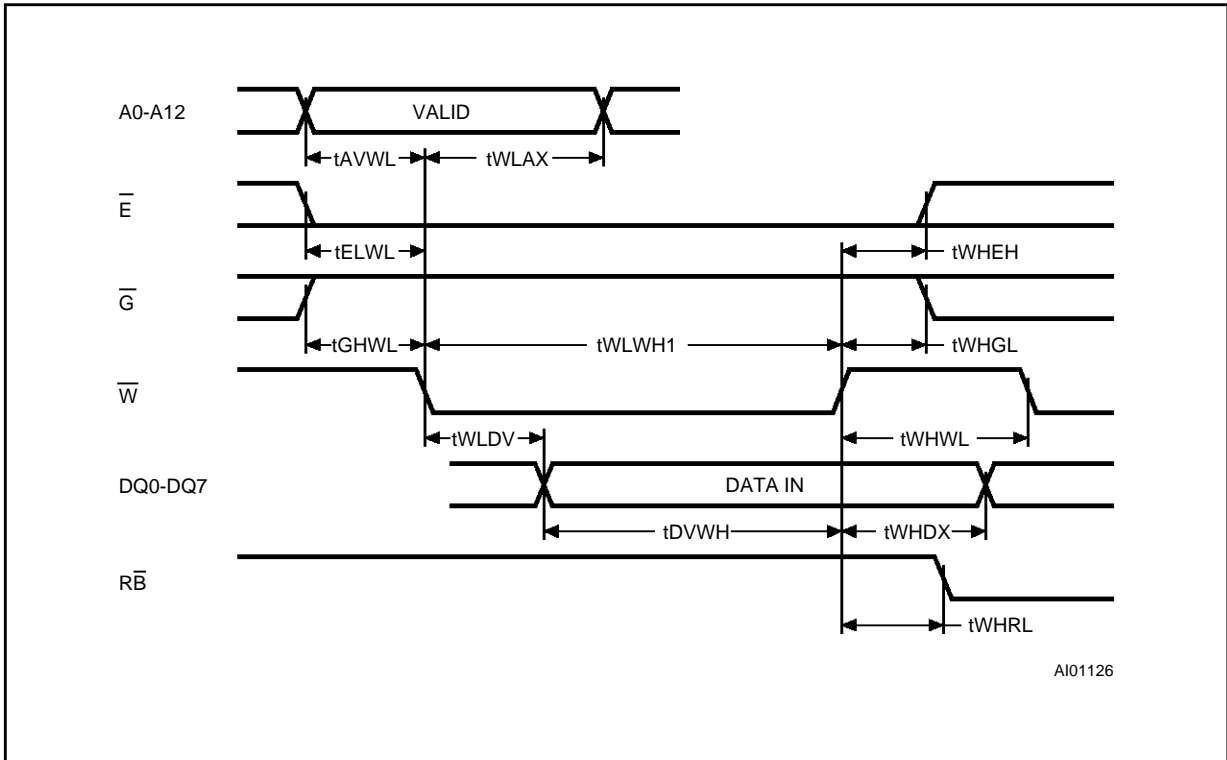 A0-A12
VALID
tAVWL
tWLAX
E̅
tELWL
tWHEH
G̅
tGHWL
tWLWH1
tWHGL
W̅
tWLDV
tWHWL
DQ0-DQ7
DATA IN
tDVWH
tWHDX
RB̅
tWHRL
AI01126